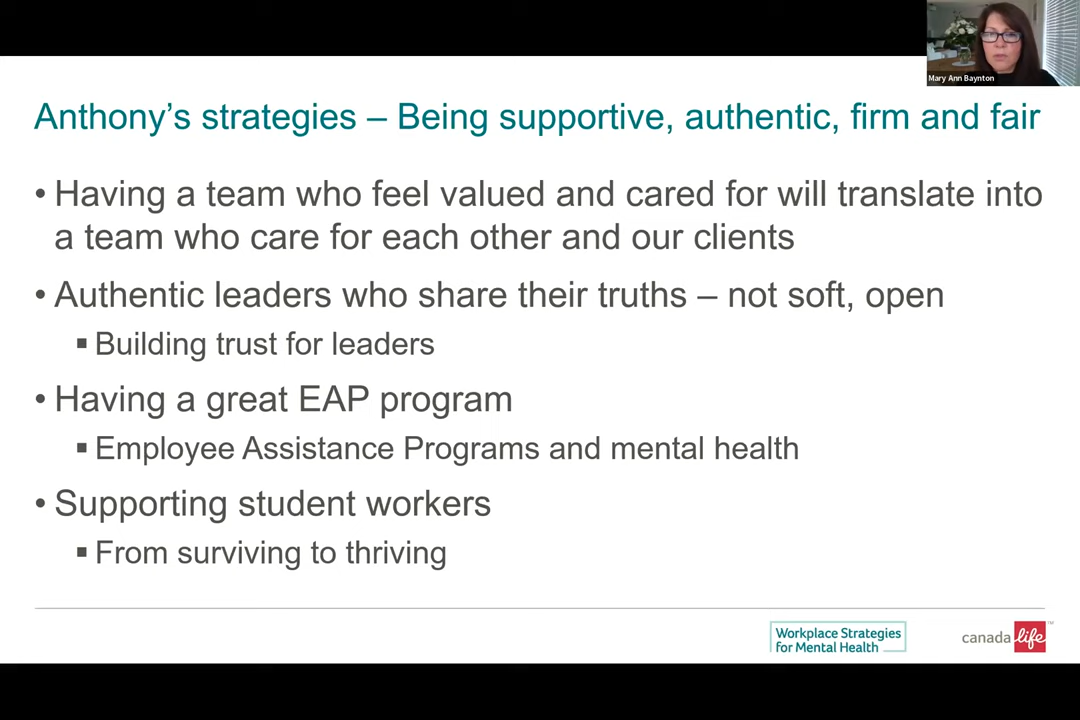 Mary Ann Baynton
Anthony's strategies – Being supportive, authentic, firm and fair
• Having a team who feel valued and cared for will translate into
a team who care for each other and our clients
• Authentic leaders who share their truths – not soft, open
▪ Building trust for leaders
• Having a great EAP program
▪ Employee Assistance Programs and mental health
• Supporting student workers
▪ From surviving to thriving
Workplace Strategies
for Mental Health
canada life™